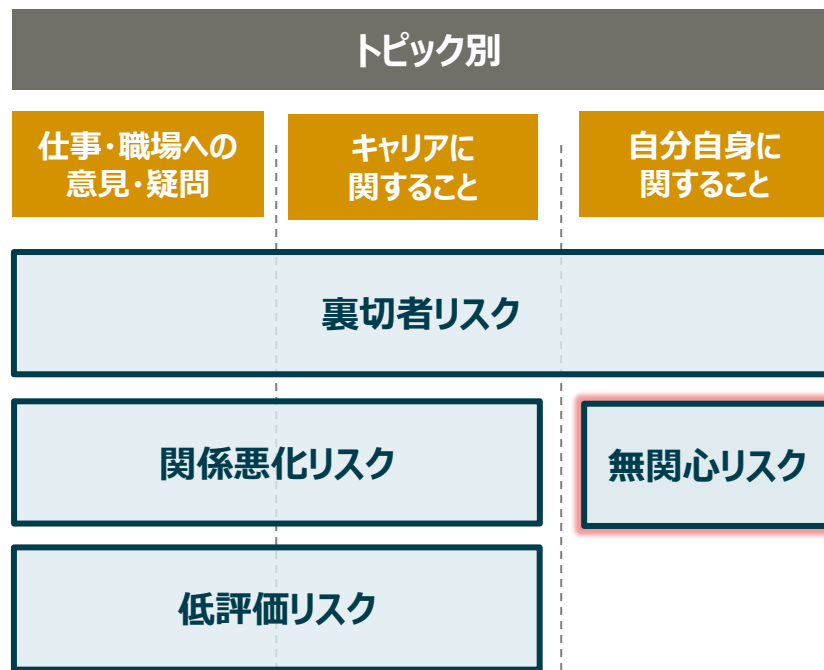 トピック別
仕事・職場への
意見・疑問
キャリアに
関すること
自分自身に
関すること
裏切者リスク
関係悪化リスク
無関心リスク
低評価リスク